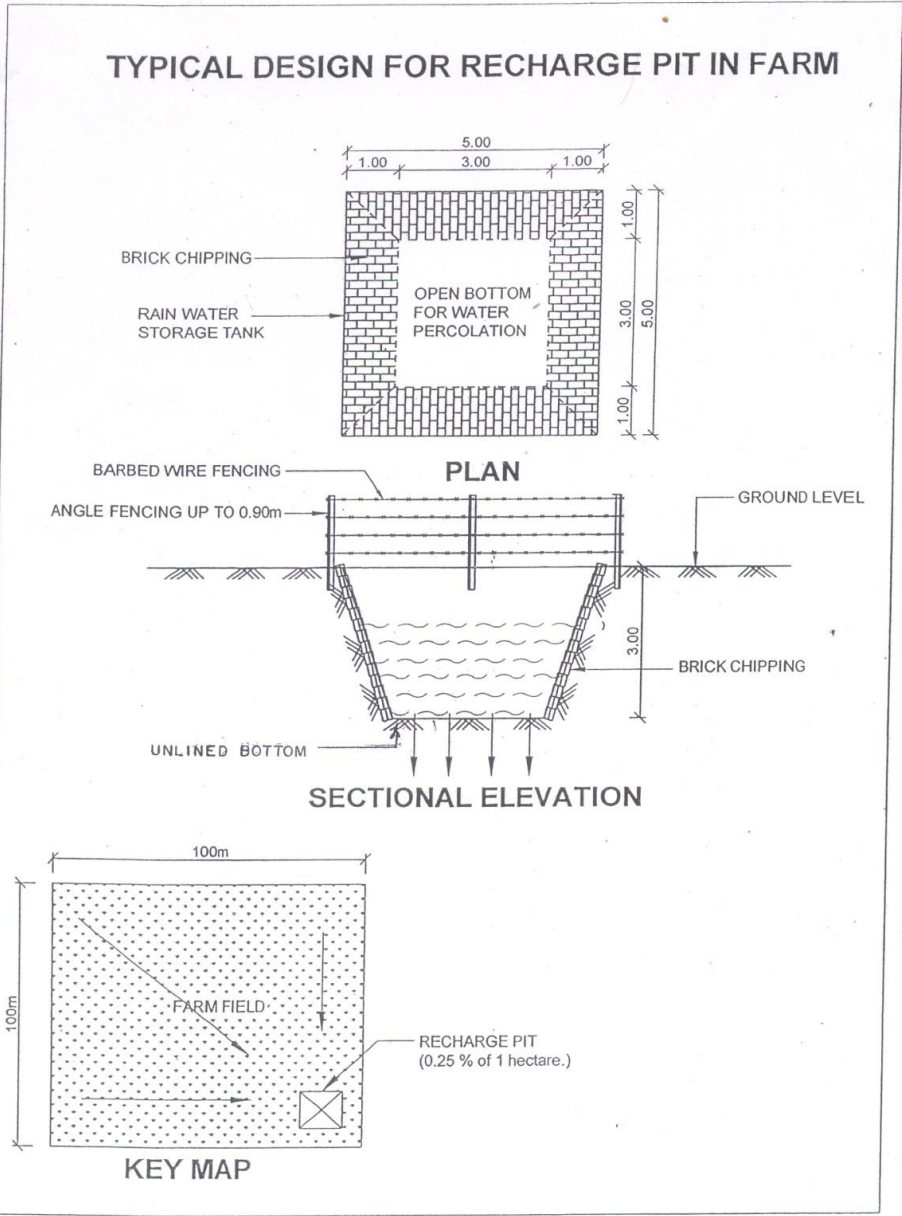 TYPICAL DESIGN FOR RECHARGE PIT IN FARM
5.00
1.00
3.00
1.00
BRICK CHIPPING
RAIN WATER
STORAGE TANK
OPEN BOTTOM
FOR WATER
PERCOLATION
1.00
3.00
1.00
5.00
PLAN
BARBED WIRE FENCING
ANGLE FENCING UP TO 0.90m
GROUND LEVEL
3.00
BRICK CHIPPING
UNLINED BOTTOM
SECTIONAL ELEVATION
100m
100m
FARM FIELD
RECHARGE PIT
(0.25 % of 1 hectare.)
KEY MAP